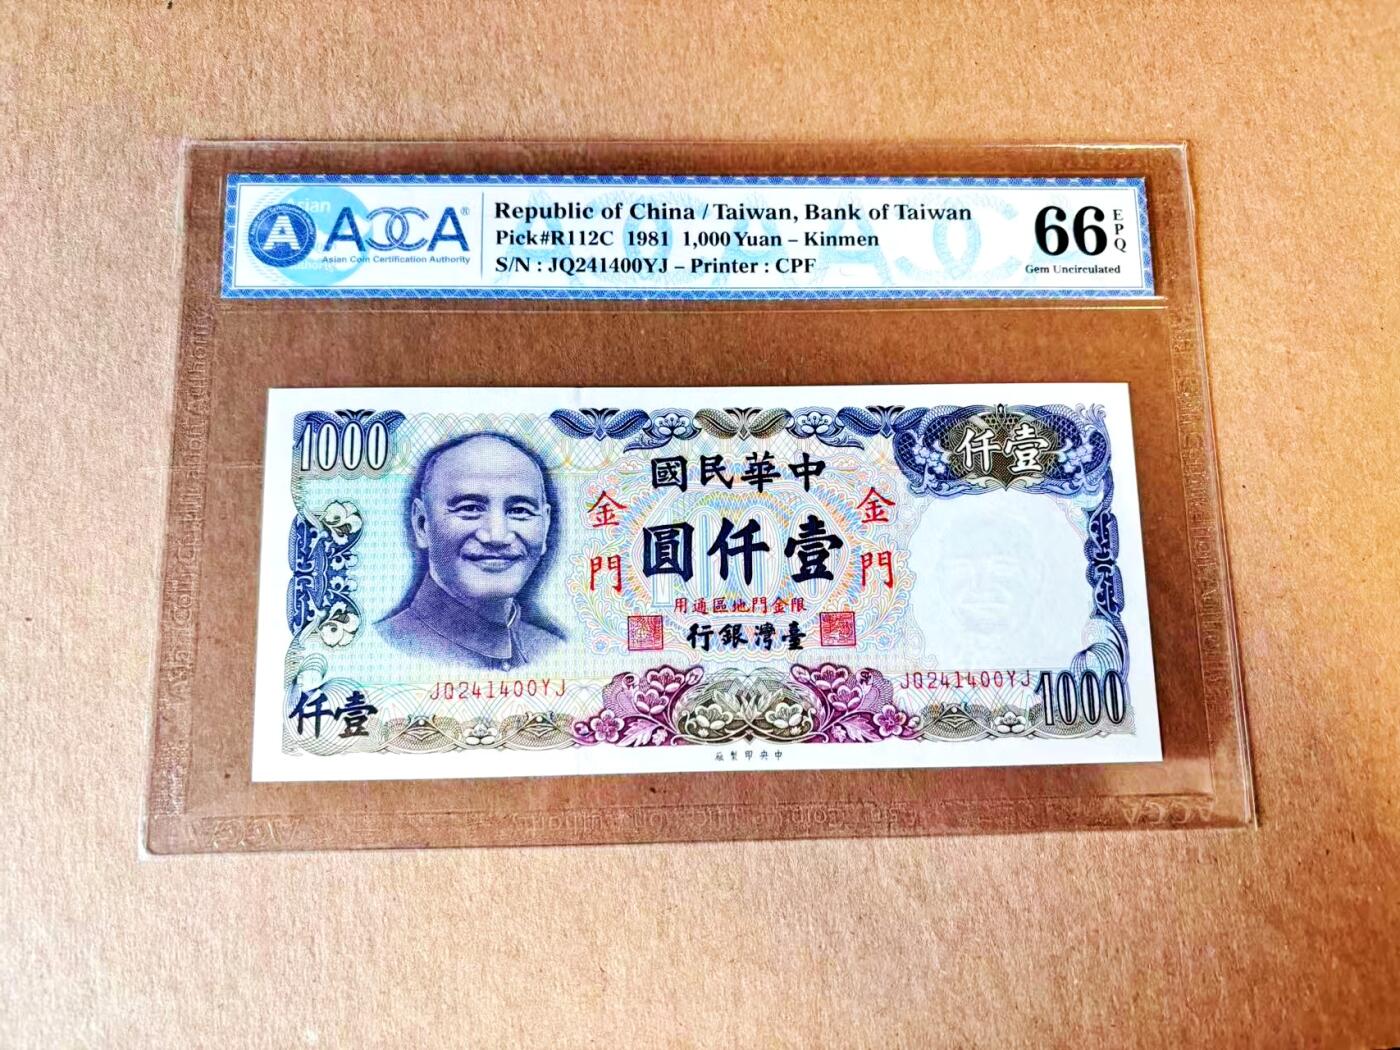 ACCA®
Asian Coin Certification Authority
Republic of China / Taiwan, Bank of Taiwan
Pick#R112C 1981 1,000 Yuan – Kinmen
S/N : JQ241400YJ – Printer : CPF
66 EPQ
Gem Uncirculated
1000
仟壹
國民華中
金門
圓仟壹
金門
用通區地門金限
行銀灣臺
JQ241400YJ
JQ241400YJ
仟壹
1000
廠製印央中